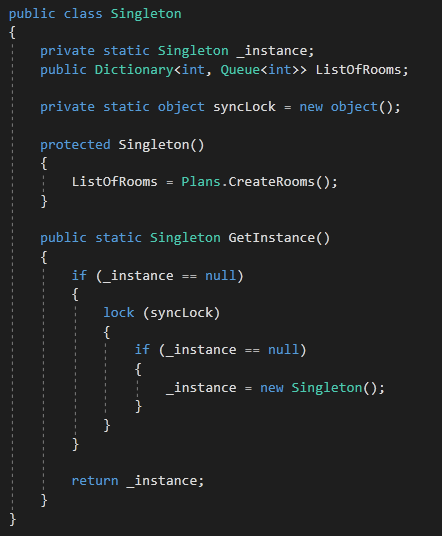 public class Singleton
{
    private static Singleton _instance;
    public Dictionary<int, Queue<int>> ListOfRooms;

    private static object syncLock = new object();

    protected Singleton()
    {
        ListOfRooms = Plans.CreateRooms();
    }

    public static Singleton GetInstance()
    {
        if (_instance == null)
        {
            lock (syncLock)
            {
                if (_instance == null)
                {
                    _instance = new Singleton();
                }
            }
        }

        return _instance;
    }
}